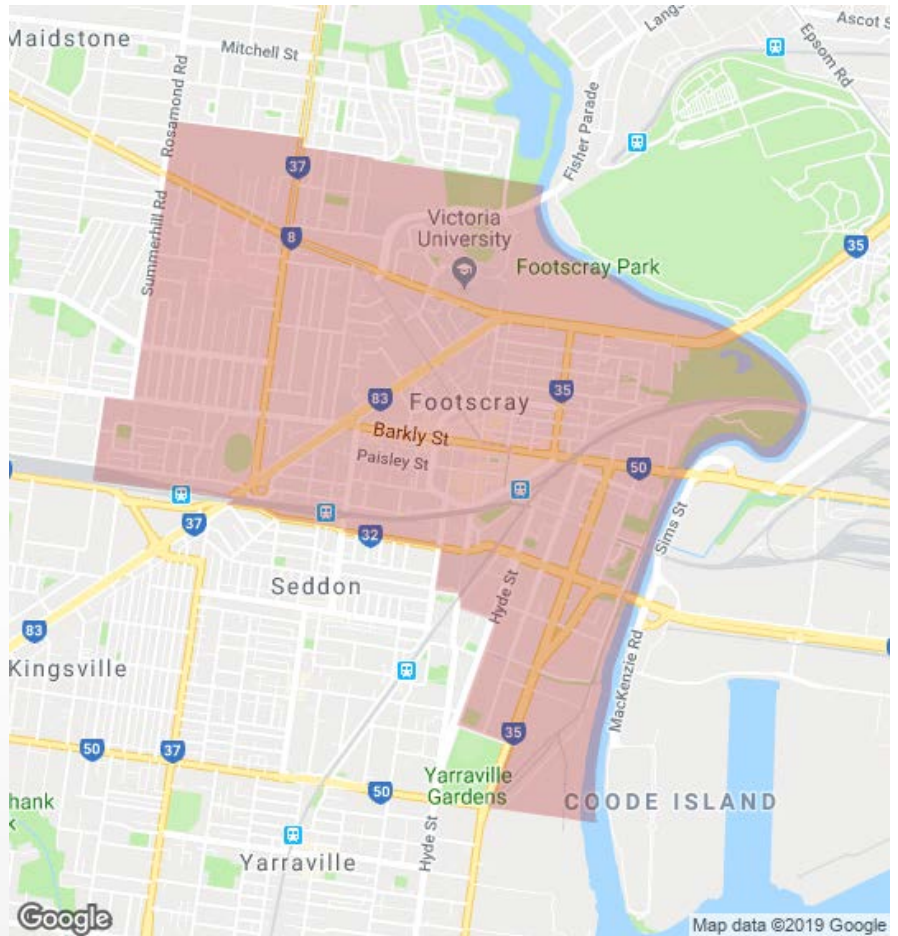 Maidstone
Mitchell St
Rosamond Rd
Langs
Ascot S
Epsom Rd
Fisher Parade
37
35
Summerhill Rd
8
Victoria
University
Footscray Park
83
Footscray
35
Barkly St
Paisley St
50
37
32
Sims St
Seddon
Hyde St
83
Kingsville
MacKenzie Rd
35
50
37
50
Yarraville
Gardens
COODE ISLAND
hank
k
Hyde St
Yarraville
Google
Map data ©2019 Google